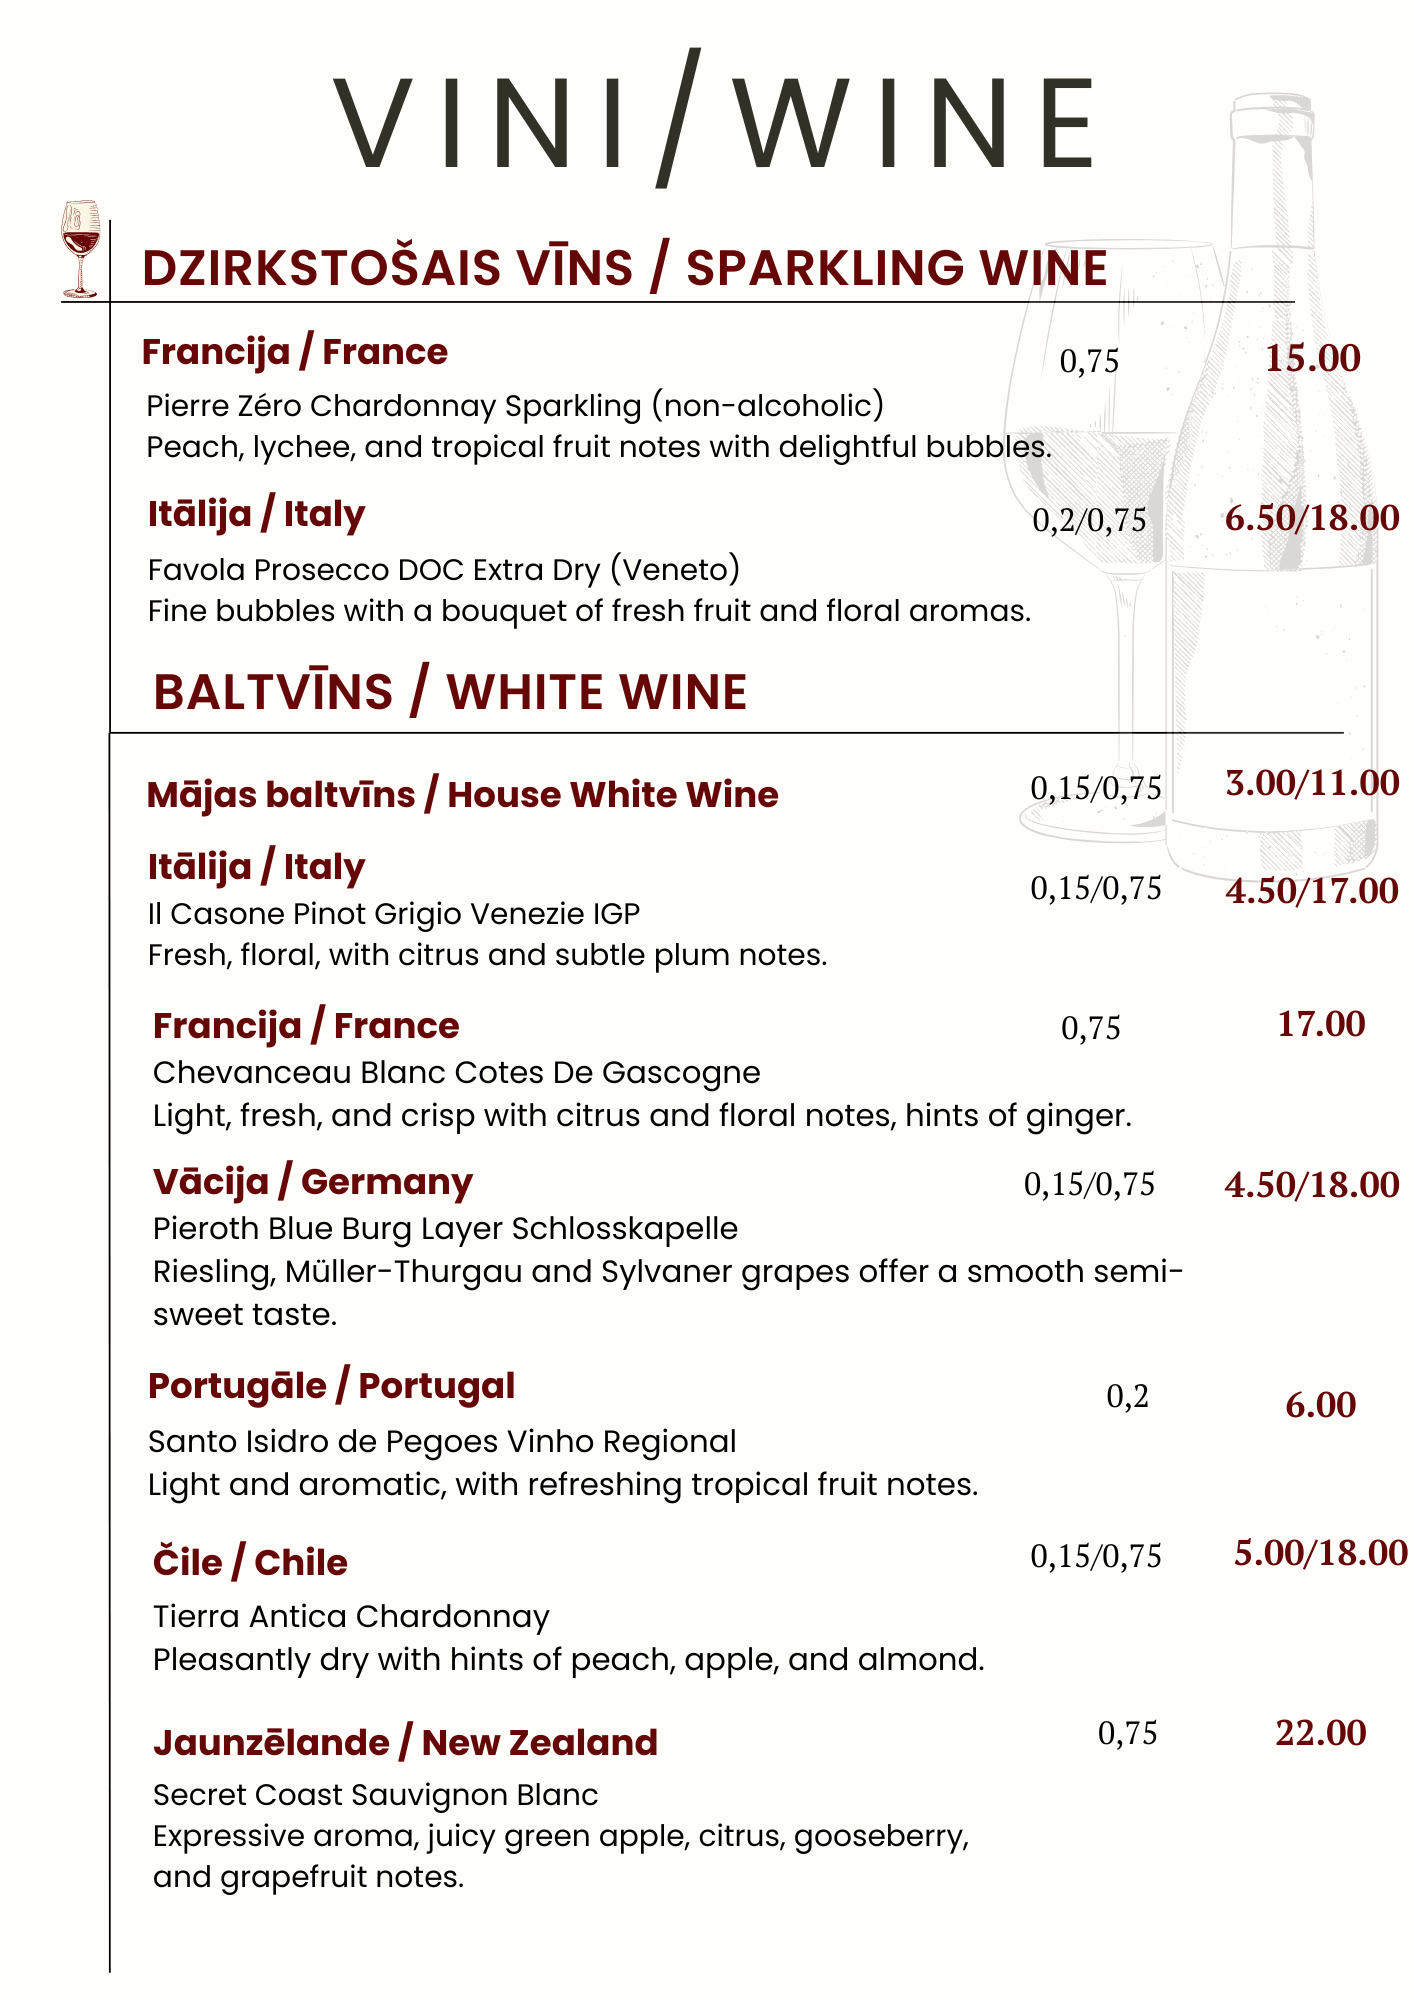 VINI/WINE
DZIRKSTOŠAIS VĪNS / SPARKLING WINE
Francija / France 0,75 15.00
Pierre Zéro Chardonnay Sparkling (non-alcoholic)
Peach, lychee, and tropical fruit notes with delightful bubbles.
Itālija / Italy 0,2/0,75 6.50/18.00
Favola Prosecco DOC Extra Dry (Veneto)
Fine bubbles with a bouquet of fresh fruit and floral aromas.
BALTVĪNS / WHITE WINE
Mājas baltvīns / House White Wine 0,15/0,75 3.00/11.00
Itālija / Italy 0,15/0,75 4.50/17.00
Il Casone Pinot Grigio Venezie IGP
Fresh, floral, with citrus and subtle plum notes.
Francija / France 0,75 17.00
Chevanceau Blanc Cotes De Gascogne
Light, fresh, and crisp with citrus and floral notes, hints of ginger.
Vācija / Germany 0,15/0,75 4.50/18.00
Pieroth Blue Burg Layer Schlosskapelle
Riesling, Müller-Thurgau and Sylvaner grapes offer a smooth semi-
sweet taste.
Portugāle / Portugal 0,2 6.00
Santo Isidro de Pegoes Vinho Regional
Light and aromatic, with refreshing tropical fruit notes.
Čile / Chile 0,15/0,75 5.00/18.00
Tierra Antica Chardonnay
Pleasantly dry with hints of peach, apple, and almond.
Jaunzēlande / New Zealand 0,75 22.00
Secret Coast Sauvignon Blanc
Expressive aroma, juicy green apple, citrus, gooseberry,
and grapefruit notes.